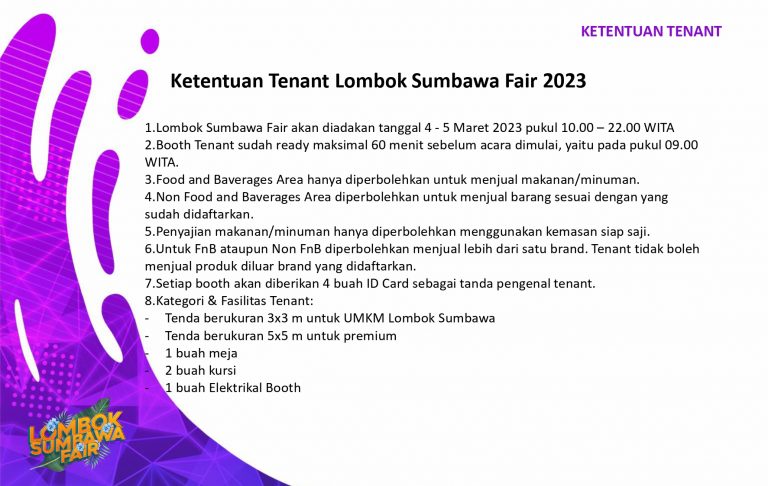 KETENTUAN TENANT
Ketentuan Tenant Lombok Sumbawa Fair 2023
1.Lombok Sumbawa Fair akan diadakan tanggal 4 - 5 Maret 2023 pukul 10.00 – 22.00 WITA
2.Booth Tenant sudah ready maksimal 60 menit sebelum acara dimulai, yaitu pada pukul 09.00
WITA.
3.Food and Baverages Area hanya diperbolehkan untuk menjual makanan/minuman.
4.Non Food and Baverages Area diperbolehkan untuk menjual barang sesuai dengan yang
sudah didaftarkan.
5.Penyajian makanan/minuman hanya diperbolehkan menggunakan kemasan siap saji.
6.Untuk FnB ataupun Non FnB diperbolehkan menjual lebih dari satu brand. Tenant tidak boleh
menjual produk diluar brand yang didaftarkan.
7.Setiap booth akan diberikan 4 buah ID Card sebagai tanda pengenal tenant.
8.Kategori & Fasilitas Tenant:
- Tenda berukuran 3x3 m untuk UMKM Lombok Sumbawa
- Tenda berukuran 5x5 m untuk premium
- 1 buah meja
- 2 buah kursi
- 1 buah Elektrikal Booth
LOMBOK
SUMBAWA
FAIR